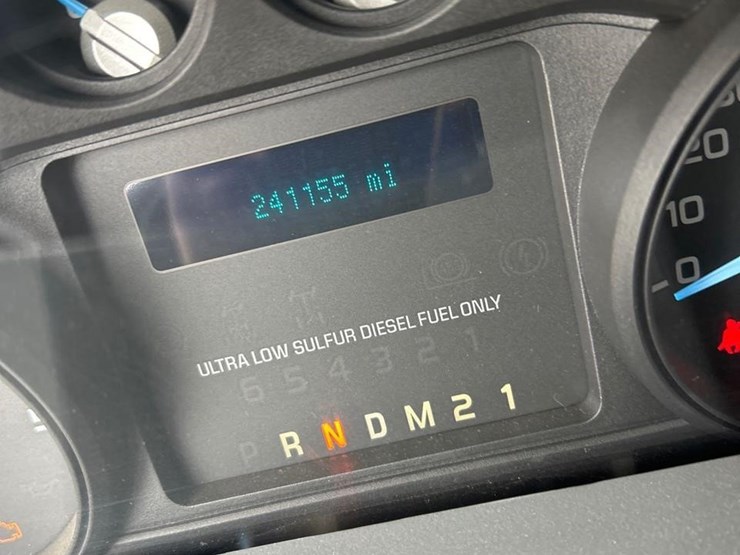 241155 mi
20
10
0
ULTRA LOW SULFUR DIESEL FUEL ONLY
6 5 4 3 2 1
P R N D M 2 1